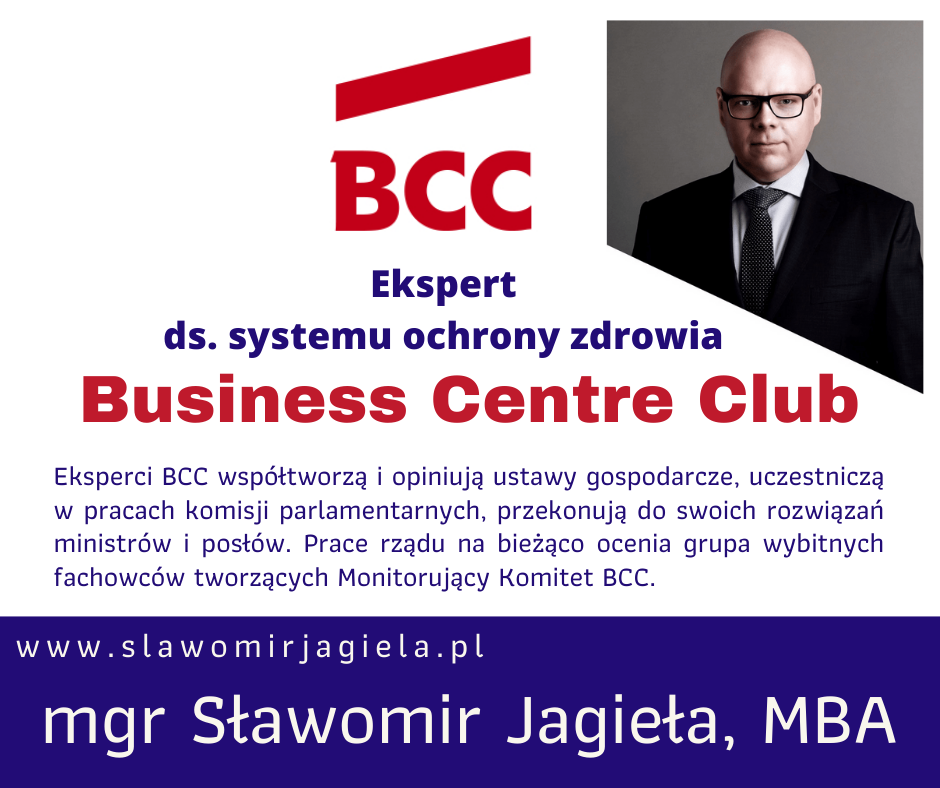 BCC
Ekspert
ds. systemu ochrony zdrowia
Business Centre Club
Eksperci BCC współtworzą i opiniują ustawy gospodarcze, uczestniczą
w pracach komisji parlamentarnych, przekonują do swoich rozwiązań
ministrów i posłów. Prace rządu na bieżąco ocenia grupa wybitnych
fachowców tworzących Monitorujący Komitet BCC.
www.slawomirjagiela.pl
mgr Sławomir Jagieła, MBA